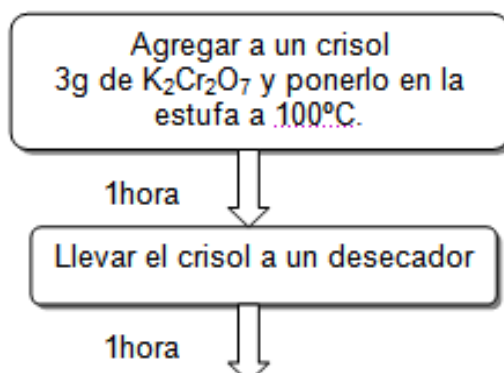 Agregar a un crisol
3g de K₂Cr₂O₇ y ponerlo en la
estufa a 100ºC.
1hora
Llevar el crisol a un desecador
1hora